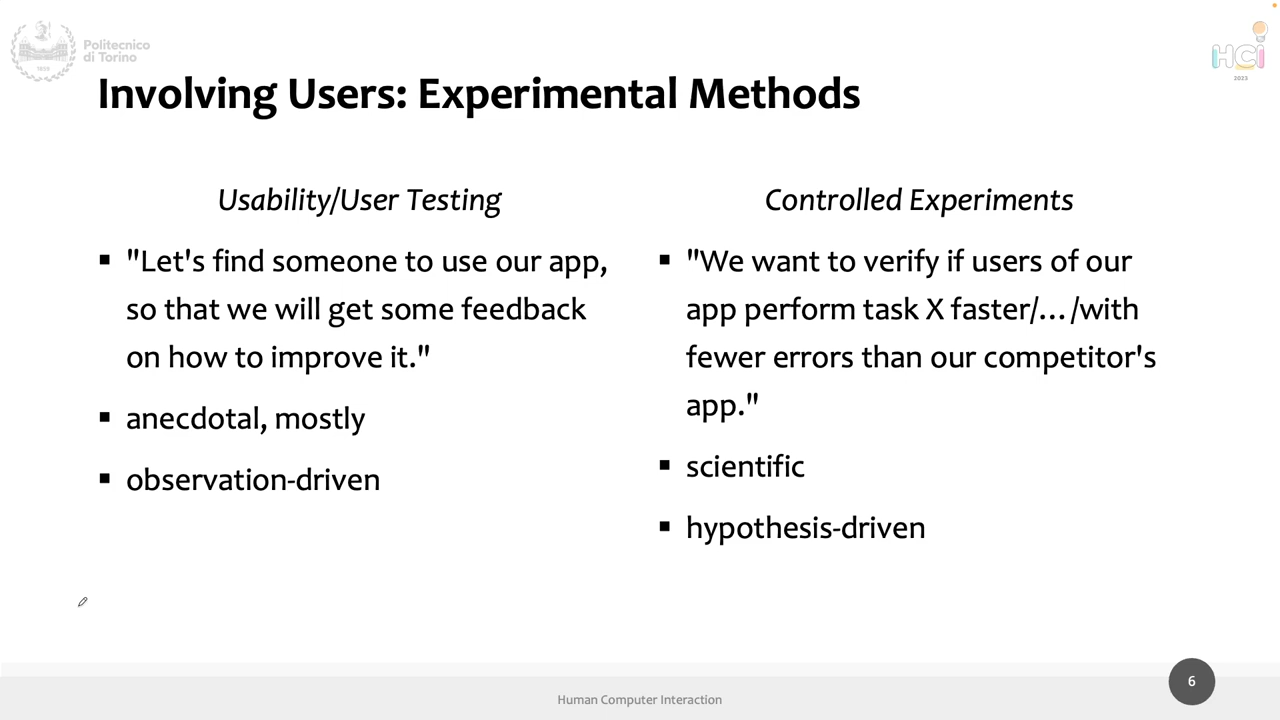 Politecnico
di Torino
1859
HCI
2023
Involving Users: Experimental Methods
Usability/User Testing
▪ "Let's find someone to use our app,
so that we will get some feedback
on how to improve it."
▪ anecdotal, mostly
▪ observation-driven
Controlled Experiments
▪ "We want to verify if users of our
app perform task X faster/… /with
fewer errors than our competitor's
app."
▪ scientific
▪ hypothesis-driven
Human Computer Interaction
6